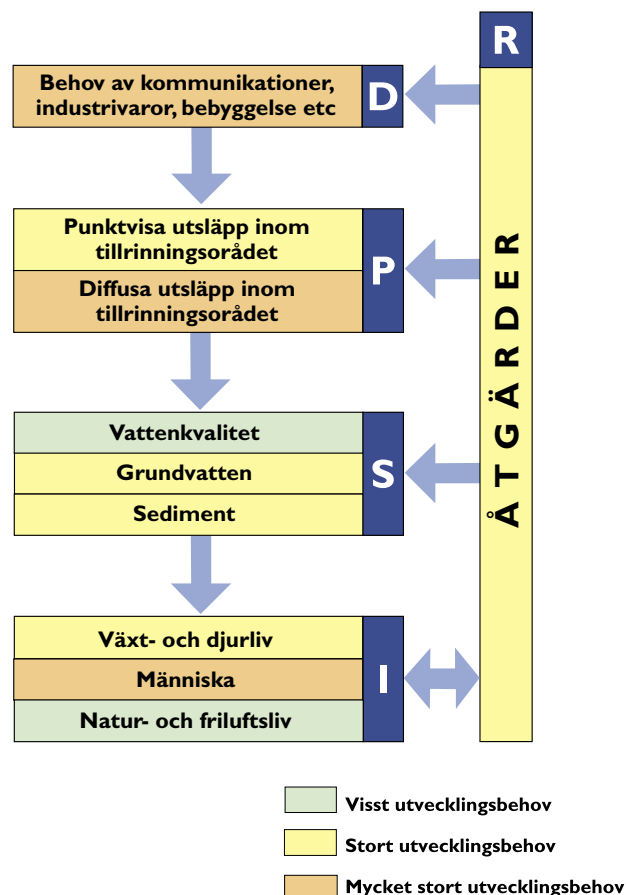 R
Behov av kommunikationer,
industrivaror, bebyggelse etc
D
Punktvisa utsläpp inom
tillrinningsorådet
Diffusa utsläpp inom
tillrinningsorådet
P
ÅTGÄRDER
Vattenkvalitet
Grundvatten
Sediment
S
Växt- och djurliv
Människa
Natur- och friluftsliv
I
Visst utvecklingsbehov
Stort utvecklingsbehov
Mycket stort utvecklingsbehov